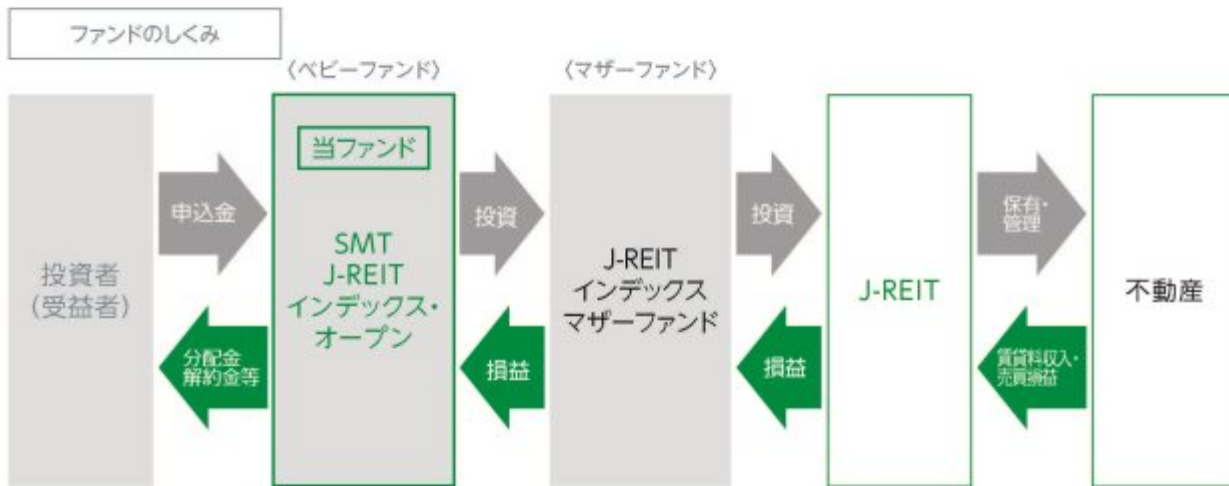 ファンドのしくみ
〈ベビーファンド〉
〈マザーファンド〉
投資者
(受益者)
申込金
分配金
解約金等
当ファンド
SMT
J-REIT
インデックス・
オープン
投資
損益
J-REIT
インデックス
マザーファンド
投資
損益
J-REIT
保有・
管理
賃貸料収入・
売買損益
不動産